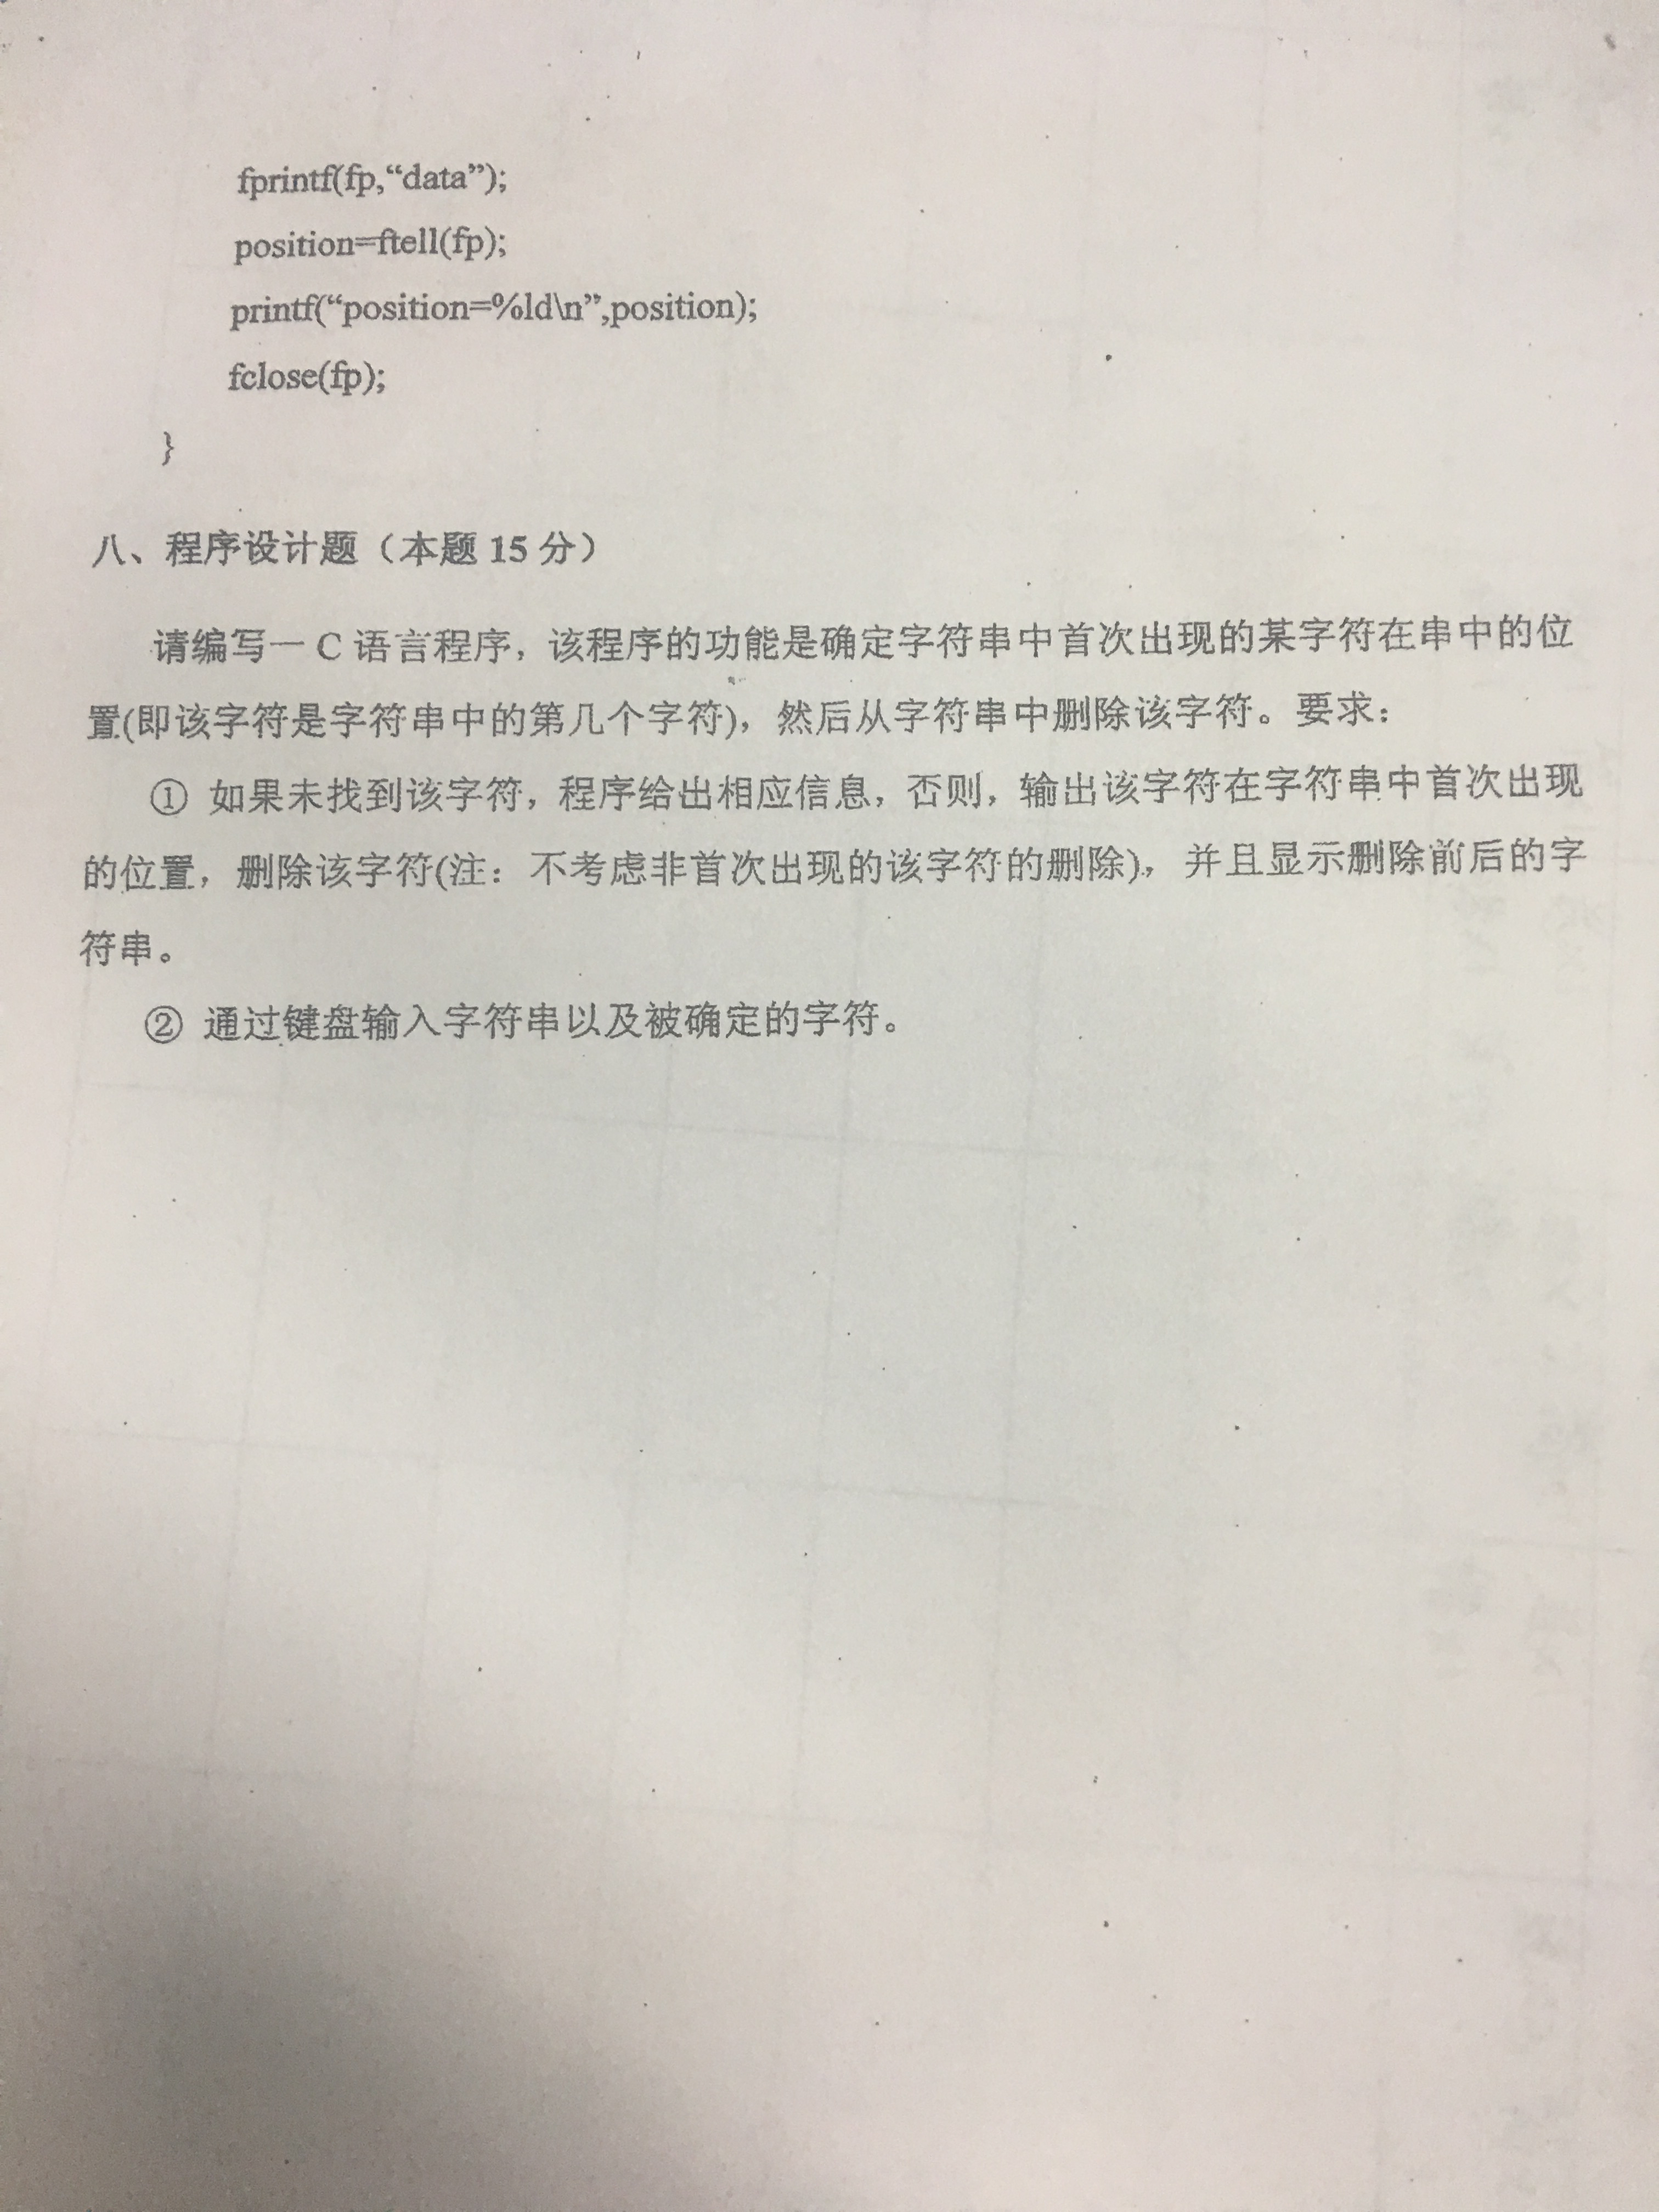 fprintf(fp,“data”);
position=ftell(fp);
printf(“position=%ld\n”,position);
fclose(fp);
}
八、程序设计题（本题 15 分）
请编写一 C 语言程序，该程序的功能是确定字符串中首次出现的某字符在串中的位
置(即该字符是字符串中的第几个字符)，然后从字符串中删除该字符。要求：
① 如果未找到该字符，程序给出相应信息，否则，输出该字符在字符串中首次出现
的位置，删除该字符(注：不考虑非首次出现的该字符的删除)，并且显示删除前后的字
符串。
② 通过键盘输入字符串以及被确定的字符。